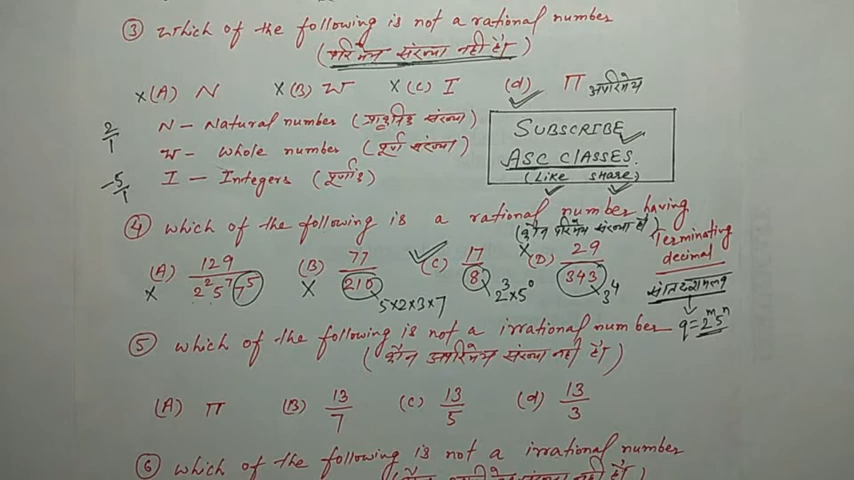 ③ Which of the following is not a rational number
(परिमेय संख्या नही है)
×(A) N ×(B) W ×(C) I (d) π अपरिमेय
2/1 N – Natural number (प्राकृतिक संख्या)
W – Whole number (पूर्ण संख्या)
-5/1 I – Integers (पूर्णांक)
SUBSCRIBE
ASC CLASSES.
(Like share)
④ which of the following is a rational number having
(कौन परिमेय संख्या है) Terminating
decimal
(A) 129/2²5⁷7⁵ (B) 77/210 (C) 17/8 (D) 29/343
× × 5×2×3×7 2³×5⁰ × 3⁴
q=2ᵐ5ⁿ
⑤ which of the following is not a irrational number
(कौन अपरिमेय संख्या नही है)
(A) π (B) 13/7 (C) 13/5 (d) 13/3
⑥ which of the following is not a irrational number